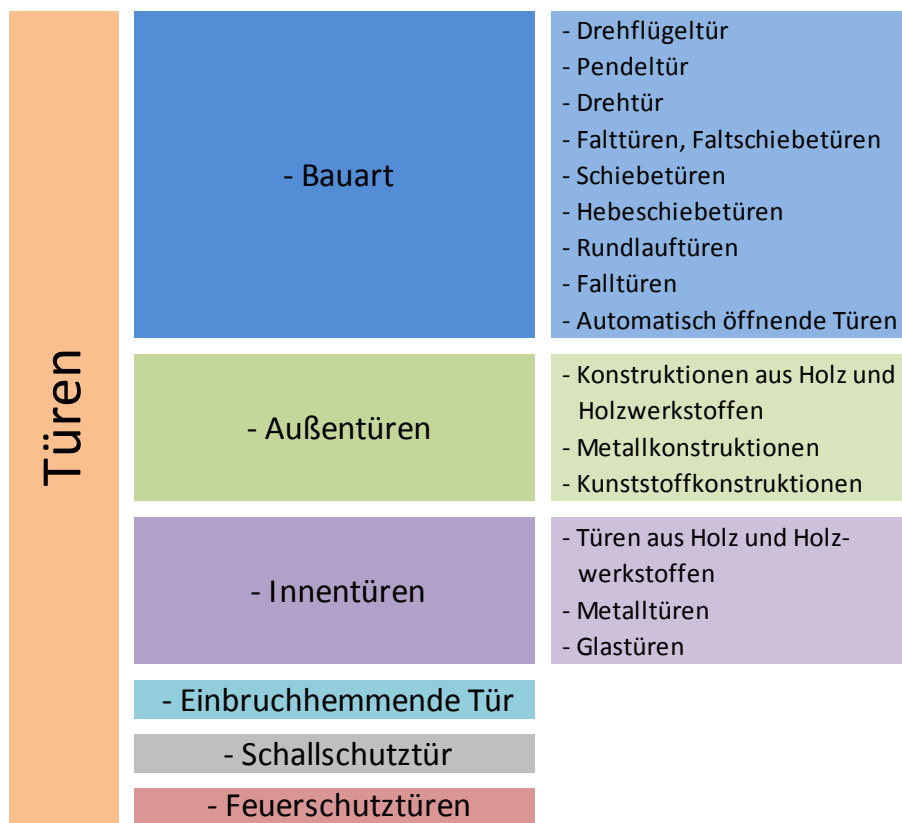 Türen
- Bauart
- Drehflügeltür
- Pendeltür
- Drehtür
- Falttüren, Faltschiebetüren
- Schiebetüren
- Hebeschiebetüren
- Rundlauftüren
- Falltüren
- Automatisch öffnende Türen
- Außentüren
- Konstruktionen aus Holz und
Holzwerkstoffen
- Metallkonstruktionen
- Kunststoffkonstruktionen
- Innentüren
- Türen aus Holz und Holz-
werkstoffen
- Metalltüren
- Glastüren
- Einbruchhemmende Tür
- Schallschutztür
- Feuerschutztüren